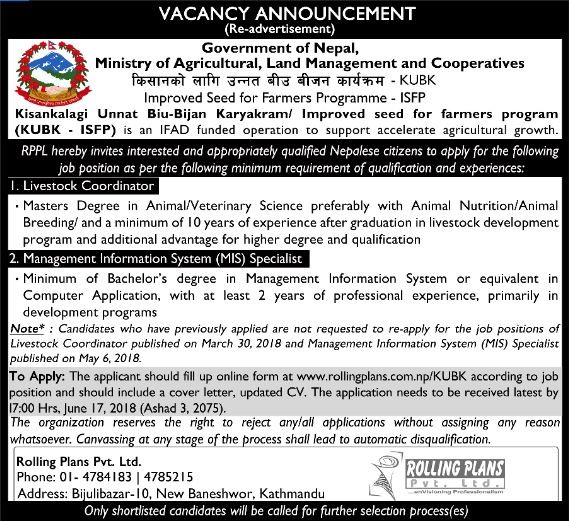 VACANCY ANNOUNCEMENT
(Re-advertisement)
Government of Nepal,
Ministry of Agricultural, Land Management and Cooperatives
किसानको लागि उन्नत बीउ बीजन कार्यक्रम - KUBK
Improved Seed for Farmers Programme - ISFP
Kisankalagi Unnat Biu-Bijan Karyakram/ Improved seed for farmers program
(KUBK - ISFP) is an IFAD funded operation to support accelerate agricultural growth.
RPPL hereby invites interested and appropriately qualified Nepalese citizens to apply for the following
job position as per the following minimum requirement of qualification and experiences:
1. Livestock Coordinator
• Masters Degree in Animal/Veterinary Science preferably with Animal Nutrition/Animal
Breeding/ and a minimum of 10 years of experience after graduation in livestock development
program and additional advantage for higher degree and qualification
2. Management Information System (MIS) Specialist
• Minimum of Bachelor's degree in Management Information System or equivalent in
Computer Application, with at least 2 years of professional experience, primarily in
development programs
Note* : Candidates who have previously applied are not requested to re-apply for the job positions of
Livestock Coordinator published on March 30, 2018 and Management Information System (MIS) Specialist
published on May 6, 2018.
To Apply: The applicant should fill up online form at www.rollingplans.com.np/KUBK according to job
position and should include a cover letter, updated CV. The application needs to be received latest by
17:00 Hrs, June 17, 2018 (Ashad 3, 2075).
The organization reserves the right to reject any/all applications without assigning any reason
whatsoever. Canvassing at any stage of the process shall lead to automatic disqualification.
Rolling Plans Pvt. Ltd.
Phone: 01- 4784183 | 4785215
Address: Bijulibazar-10, New Baneshwor, Kathmandu
ROLLING PLANS
Pvt. Ltd.
...enVisioning Professionalism
Only shortlisted candidates will be called for further selection process(es)